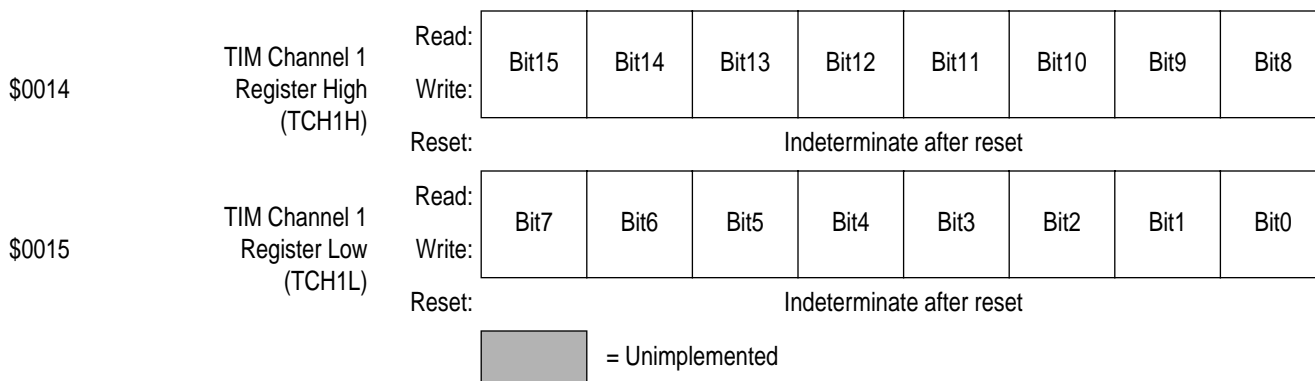 $0014
TIM Channel 1
Register High
(TCH1H)
Read:
Write:
Bit15 Bit14 Bit13 Bit12 Bit11 Bit10 Bit9 Bit8
Reset: Indeterminate after reset
$0015
TIM Channel 1
Register Low
(TCH1L)
Read:
Write:
Bit7 Bit6 Bit5 Bit4 Bit3 Bit2 Bit1 Bit0
Reset: Indeterminate after reset
= Unimplemented